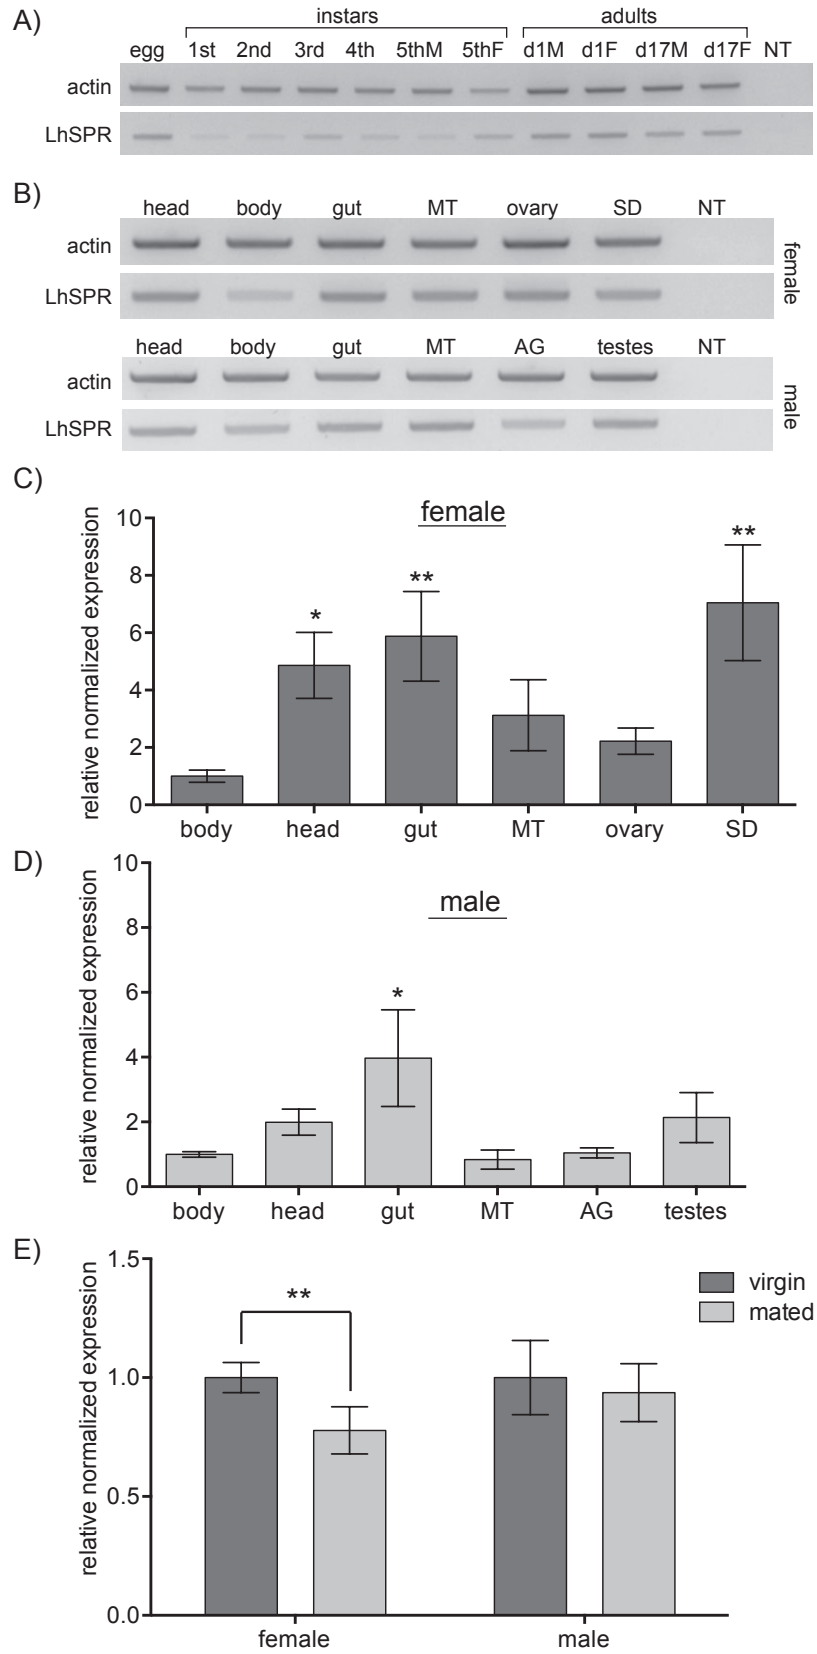 A)
instars adults
egg 1st 2nd 3rd 4th 5thM 5thF d1M d1F d17M d17F NT
actin
LhSPR
B)
head body gut MT ovary SD NT
actin
LhSPR
female
head body gut MT AG testes NT
actin
LhSPR
male
C)
female
relative normalized expression
10
8
6
4
2
0
* ** **
body head gut MT ovary SD
D)
male
relative normalized expression
10
8
6
4
2
0
*
body head gut MT AG testes
E)
relative normalized expression
1.5
1.0
0.5
0.0
**
virgin
mated
female male